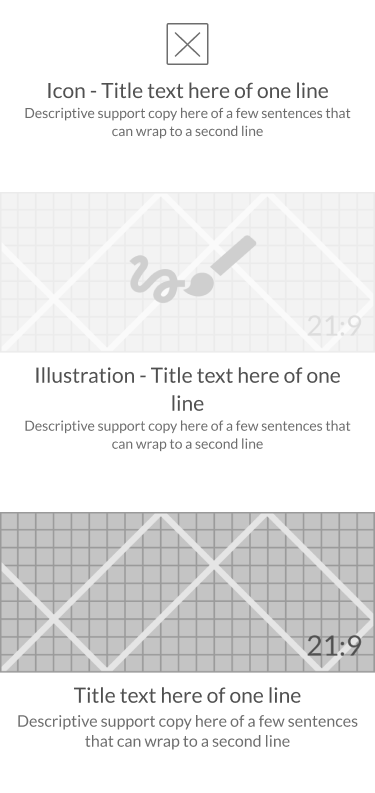 Icon - Title text here of one line
Descriptive support copy here of a few sentences that
can wrap to a second line
21:9
Illustration - Title text here of one
line
Descriptive support copy here of a few sentences that
can wrap to a second line
21:9
Title text here of one line
Descriptive support copy here of a few sentences
that can wrap to a second line